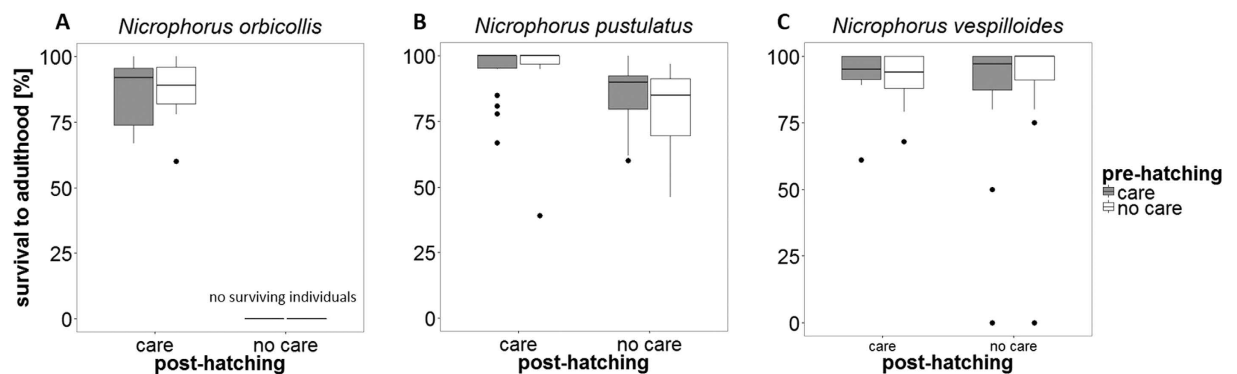 A Nicrophorus orbicollis
B Nicrophorus pustulatus
C Nicrophorus vespilloides
survival to adulthood [%]
100
75
50
25
0
no surviving individuals
care
no care
post-hatching
100
75
50
25
0
care
no care
post-hatching
100
75
50
25
0
care
no care
post-hatching
pre-hatching
care
no care